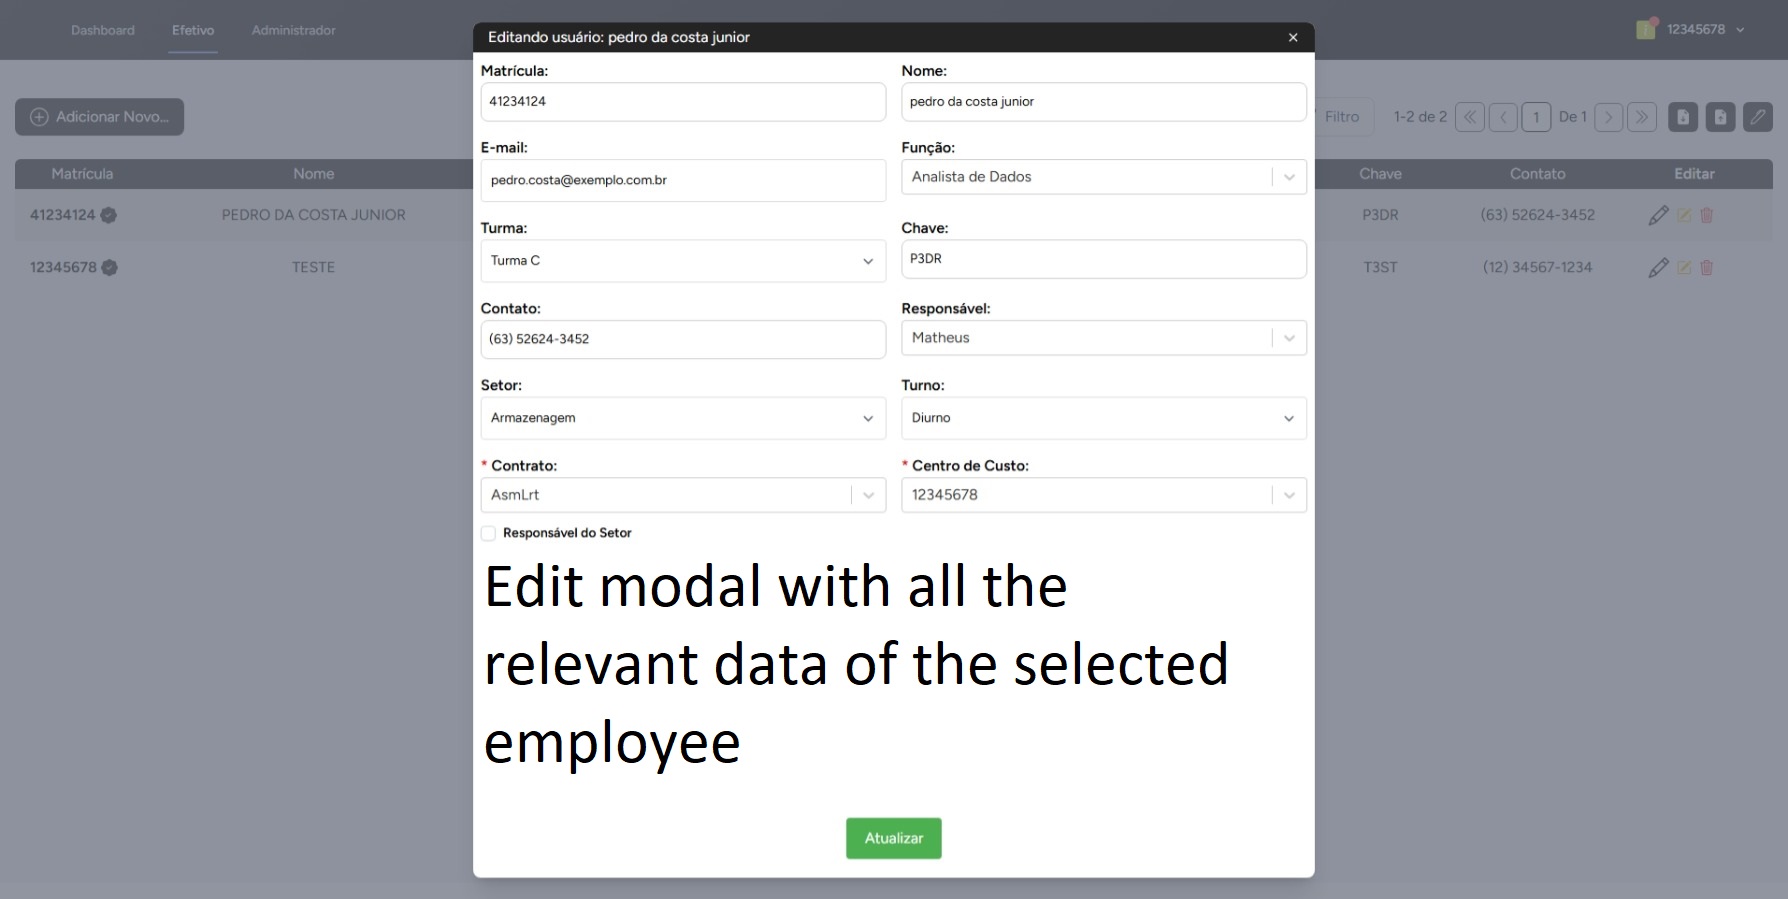 Dashboard
Efetivo
Administrador
12345678
Editando usuário: pedro da costa junior
Adicionar Novo...
Filtro
1-2 de 2
1
De 1
Matrícula
Nome
Chave
Contato
Editar
41234124
PEDRO DA COSTA JUNIOR
P3DR
(63) 52624-3452
12345678
TESTE
T3ST
(12) 34567-1234
Matrícula:
41234124
Nome:
pedro da costa junior
E-mail:
pedro.costa@exemplo.com.br
Função:
Analista de Dados
Turma:
Turma C
Chave:
P3DR
Contato:
(63) 52624-3452
Responsável:
Matheus
Setor:
Armazenagem
Turno:
Diurno
* Contrato:
AsmLrt
* Centro de Custo:
12345678
Responsável do Setor
Edit modal with all the
relevant data of the selected
employee
Atualizar